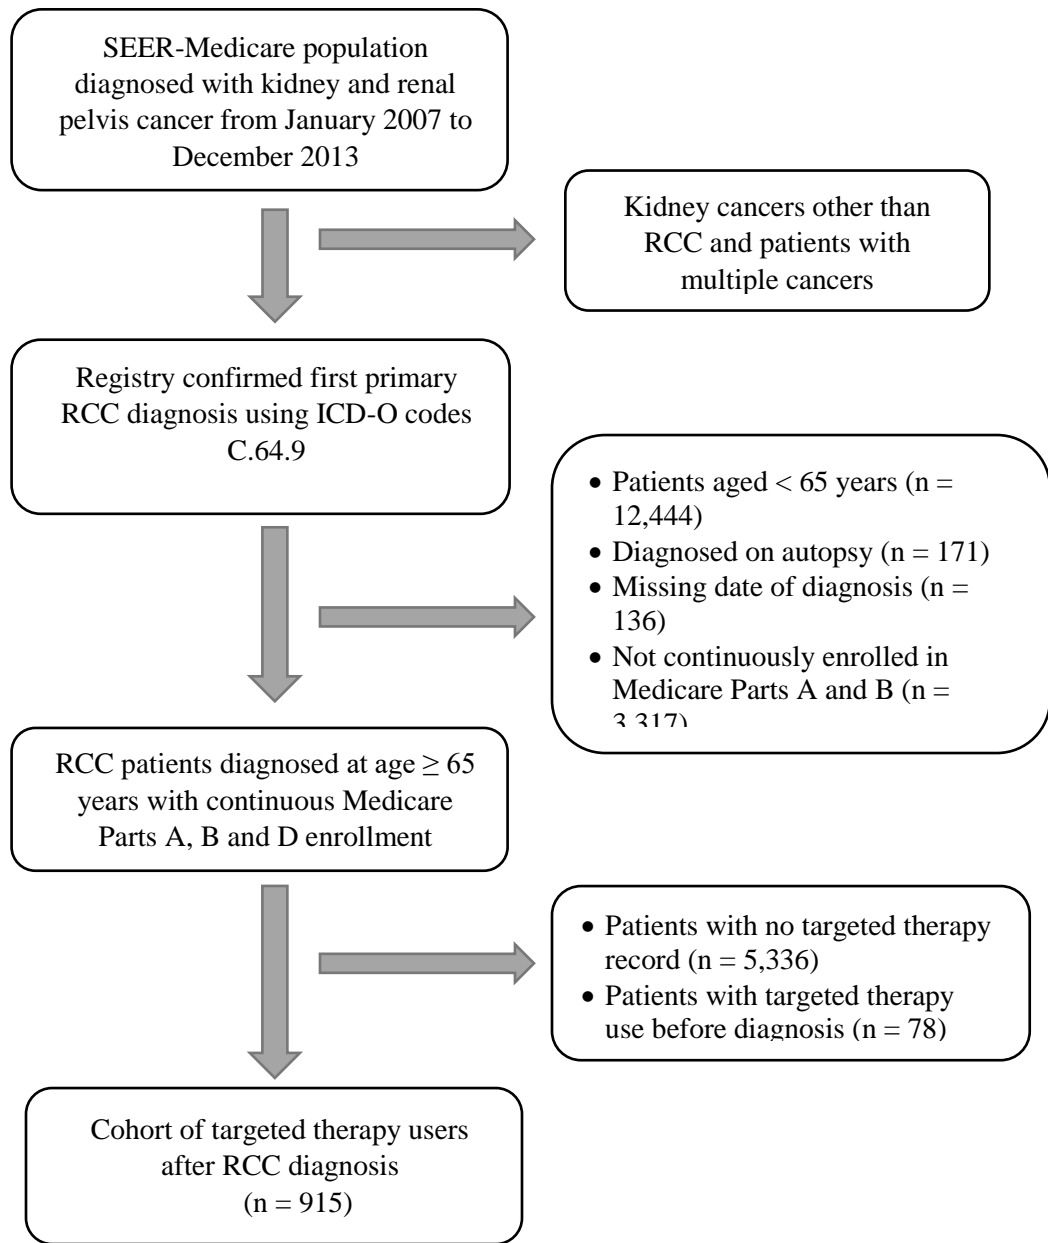 SEER-Medicare population
diagnosed with kidney and renal
pelvis cancer from January 2007 to
December 2013
Kidney cancers other than
RCC and patients with
multiple cancers
Registry confirmed first primary
RCC diagnosis using ICD-O codes
C.64.9
• Patients aged < 65 years (n =
12,444)
• Diagnosed on autopsy (n = 171)
• Missing date of diagnosis (n =
136)
• Not continuously enrolled in
Medicare Parts A and B (n =
3,317)
RCC patients diagnosed at age ≥ 65
years with continuous Medicare
Parts A, B and D enrollment
• Patients with no targeted therapy
record (n = 5,336)
• Patients with targeted therapy
use before diagnosis (n = 78)
Cohort of targeted therapy users
after RCC diagnosis
(n = 915)